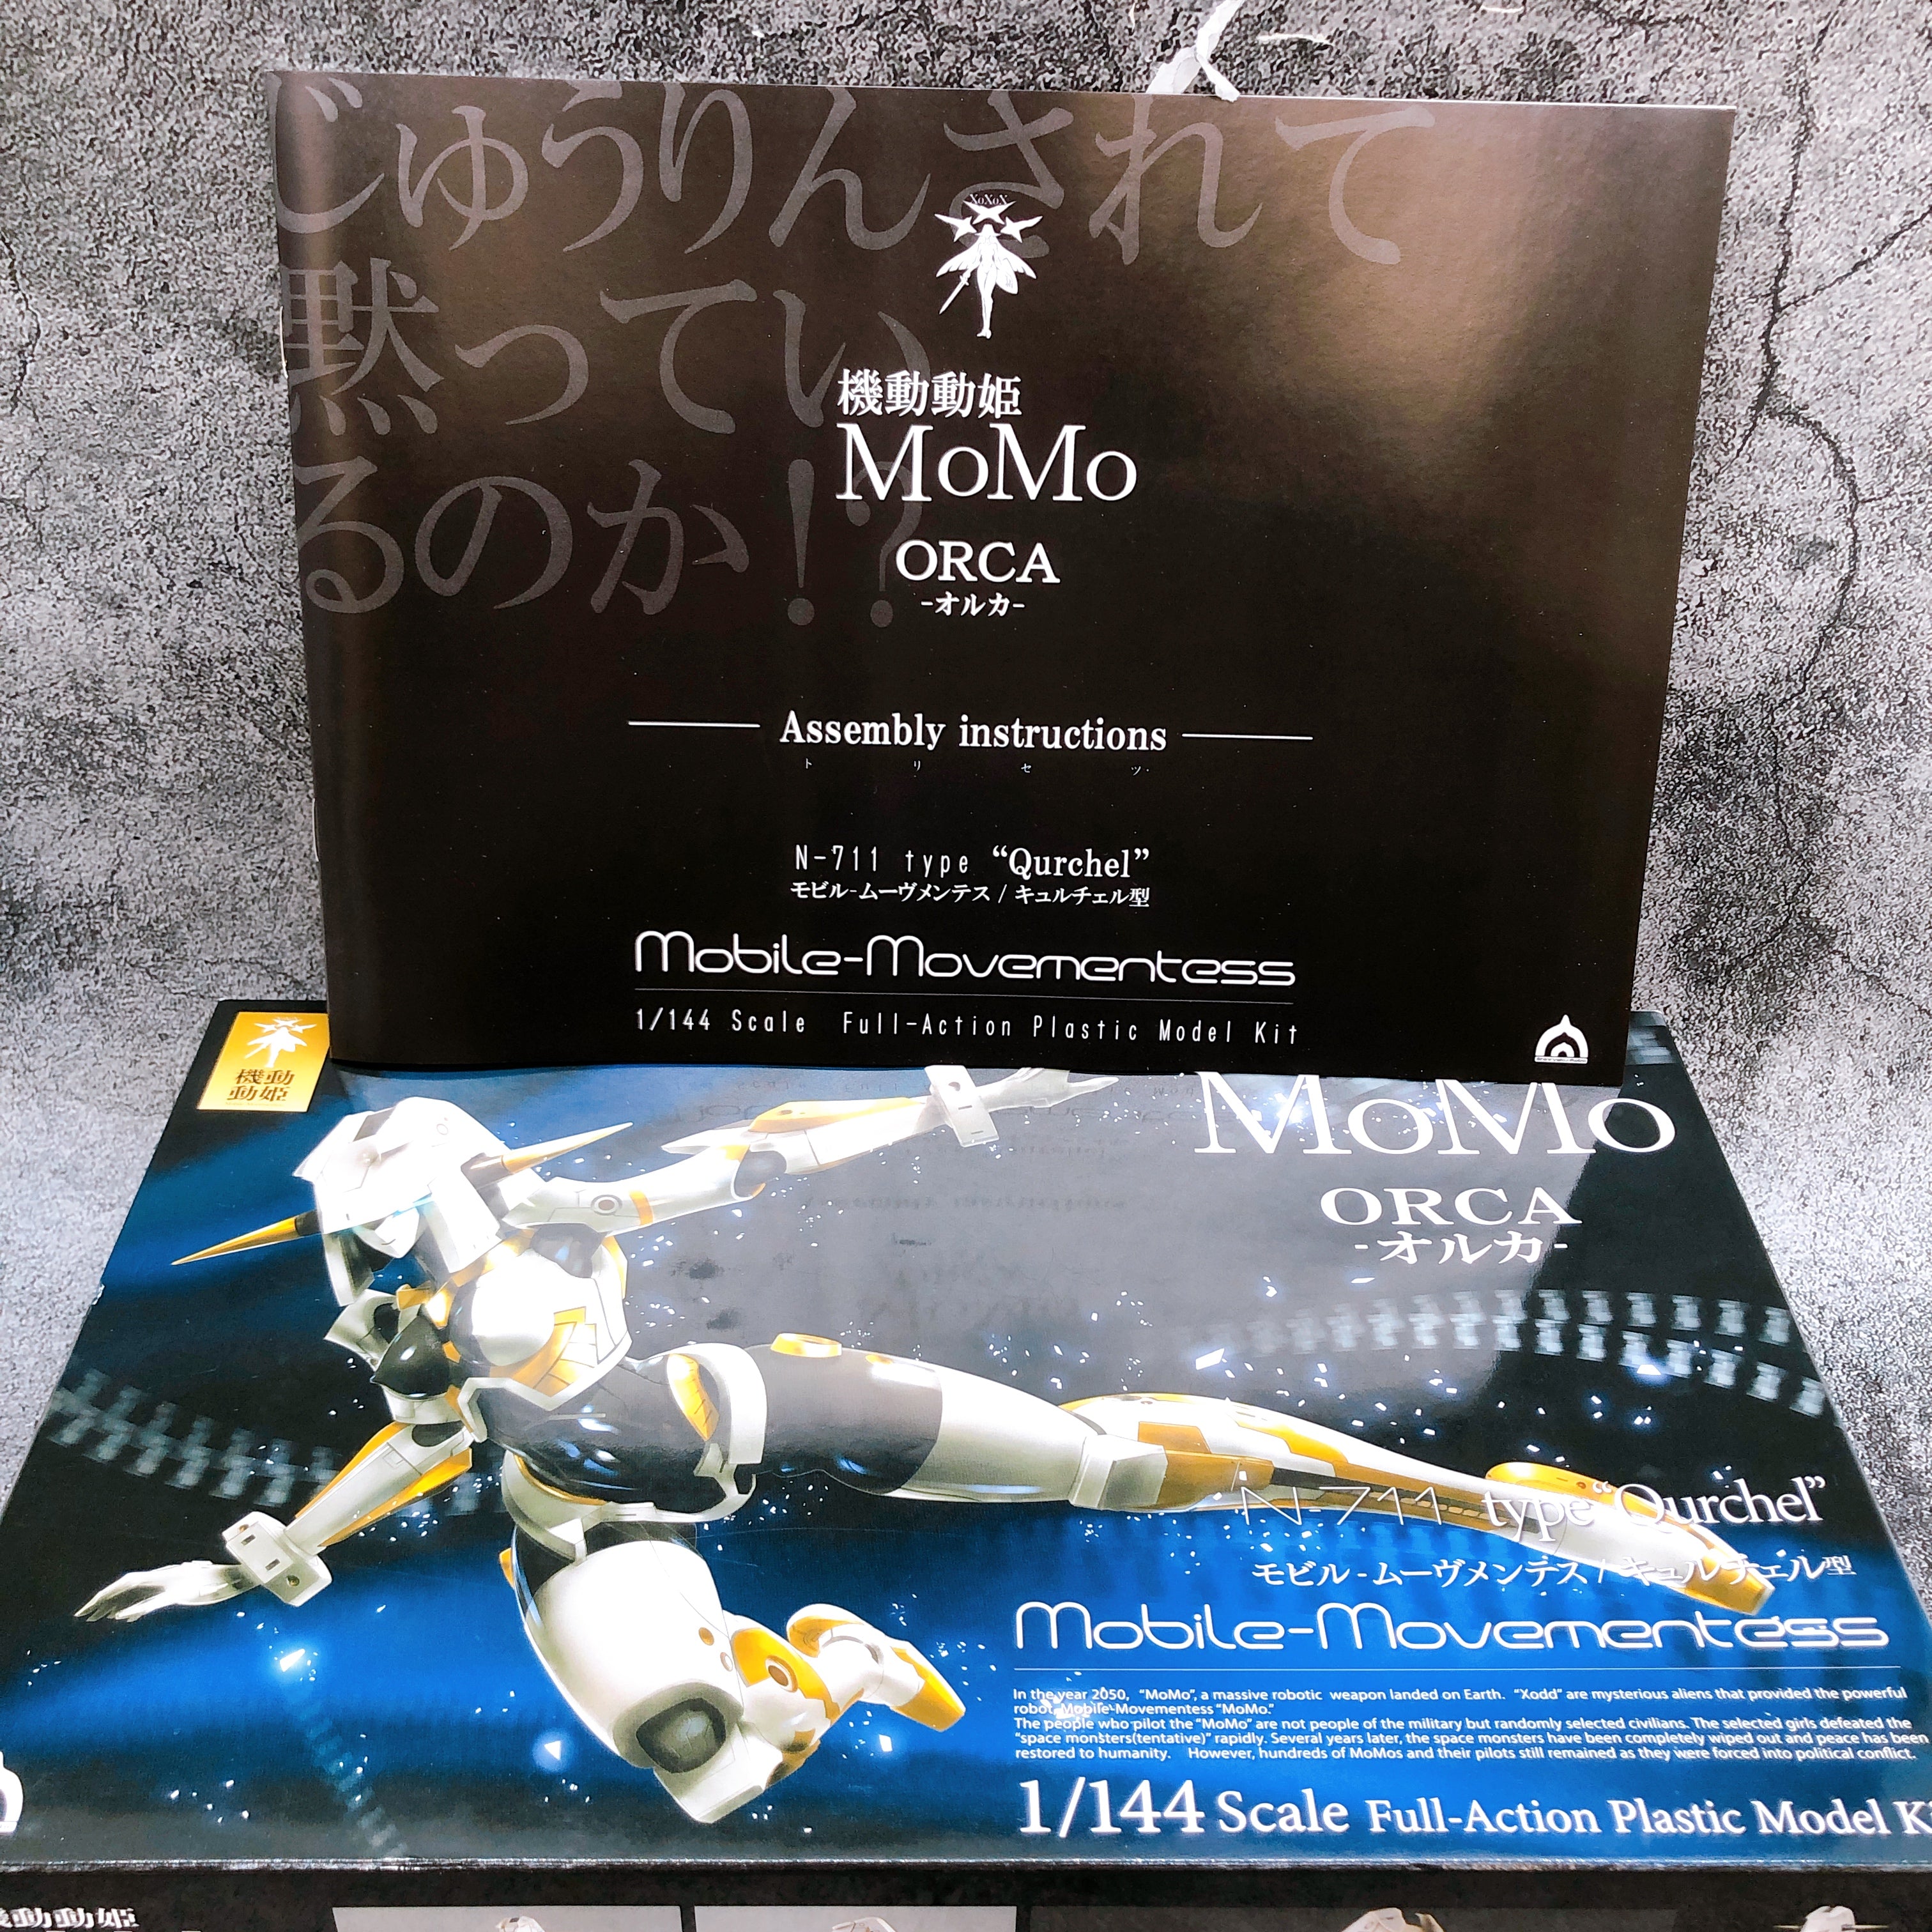 じゅうりんされて
黙ってい
るのか!?
XoXoX
機動動姫
MoMo
ORCA
-オルカ-
Assembly instructions
トリセツ
N-711 type “Qurchel”
モビル-ムーヴメンテス / キュルチェル型
Mobile-Movementess
1/144 Scale Full-Action Plastic Model Kit
機動
動姫
MoMo
ORCA
-オルカ-
N-711 type “Qurchel”
モビル-ムーヴメンテス / キュルチェル型
Mobile-Movementess
In the year 2050, “MoMo”, a massive robotic weapon landed on Earth. “Xodd” are mysterious aliens that provided the powerful
robot, Mobile-Movementess “MoMo.”
The people who pilot the “MoMo” are not people of the military but randomly selected civilians. The selected girls defeated the
“space monsters(tentative)” rapidly. Several years later, the space monsters have been completely wiped out and peace has been
restored to humanity. However, hundreds of MoMos and their pilots still remained as they were forced into political conflict.
1/144 Scale Full-Action Plastic Model K
機動動姫